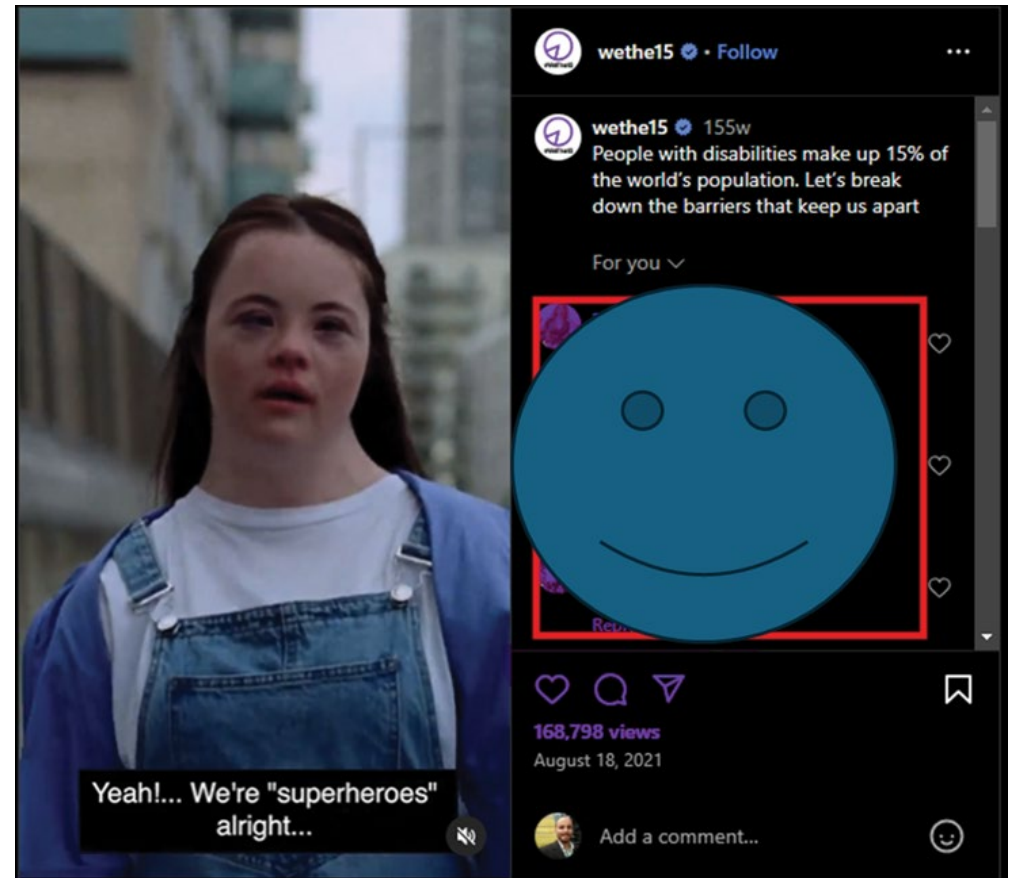 wethe15 • Follow
wethe15 155w
People with disabilities make up 15% of
the world's population. Let's break
down the barriers that keep us apart
For you
168,798 views
August 18, 2021
Add a comment...
Yeah!... We're "superheroes"
alright...